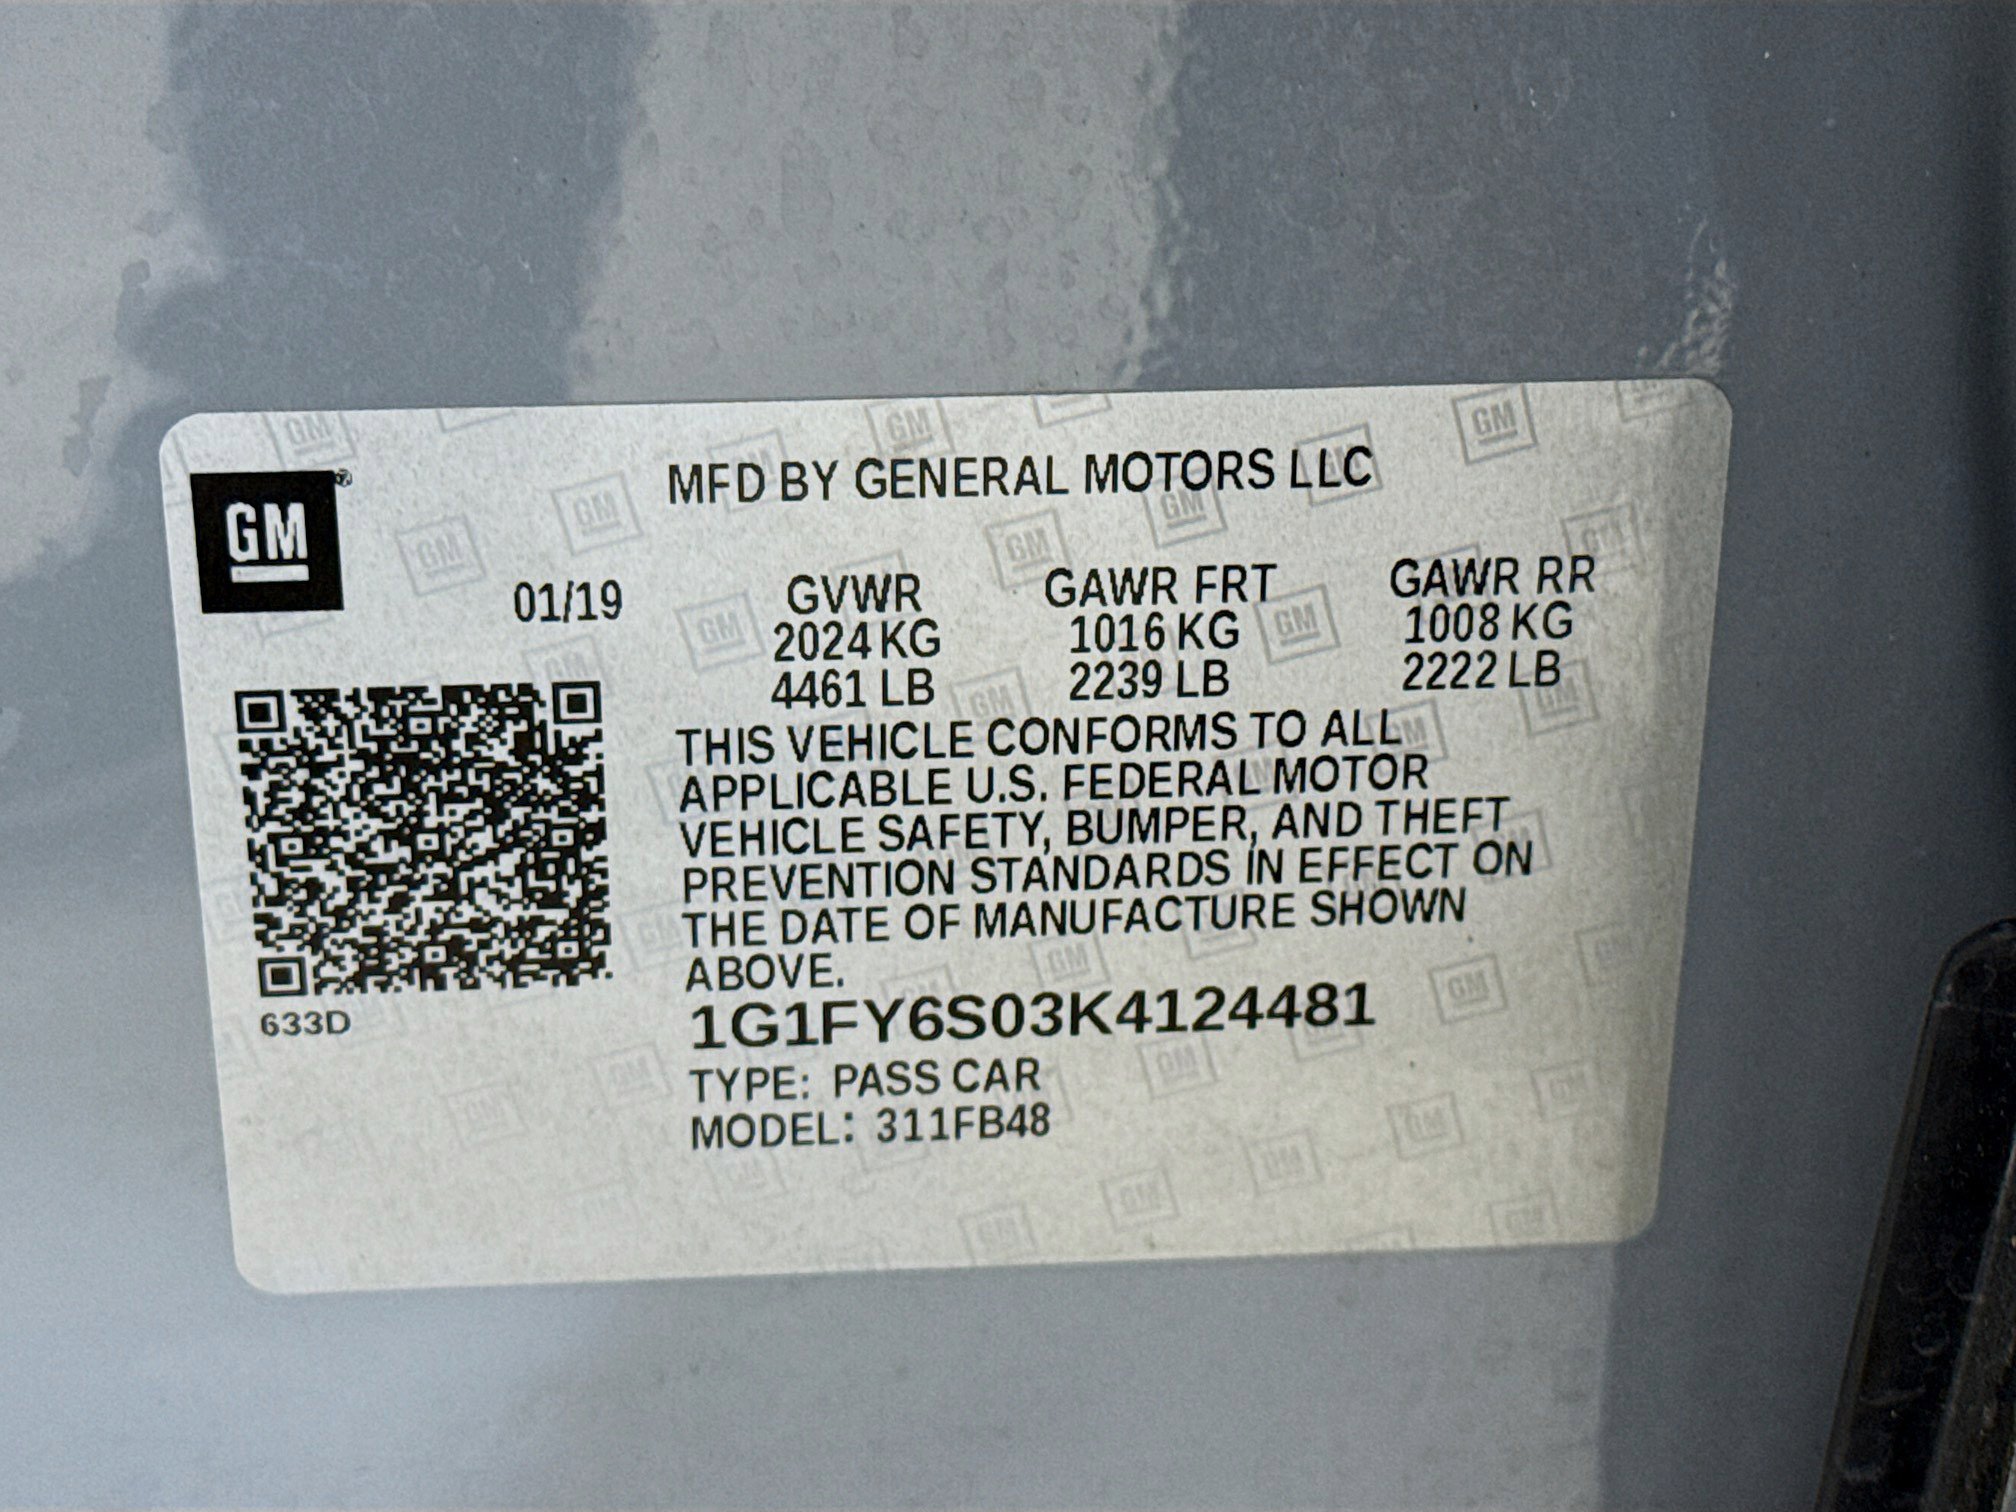 MFD BY GENERAL MOTORS LLC
GM®
01/19
GVWR GAWR FRT GAWR RR
2024 KG 1016 KG 1008 KG
4461 LB 2239 LB 2222 LB
THIS VEHICLE CONFORMS TO ALL
APPLICABLE U.S. FEDERAL MOTOR
VEHICLE SAFETY, BUMPER, AND THEFT
PREVENTION STANDARDS IN EFFECT ON
THE DATE OF MANUFACTURE SHOWN
ABOVE.
633D
1G1FY6S03K4124481
TYPE: PASS CAR
MODEL: 311FB48